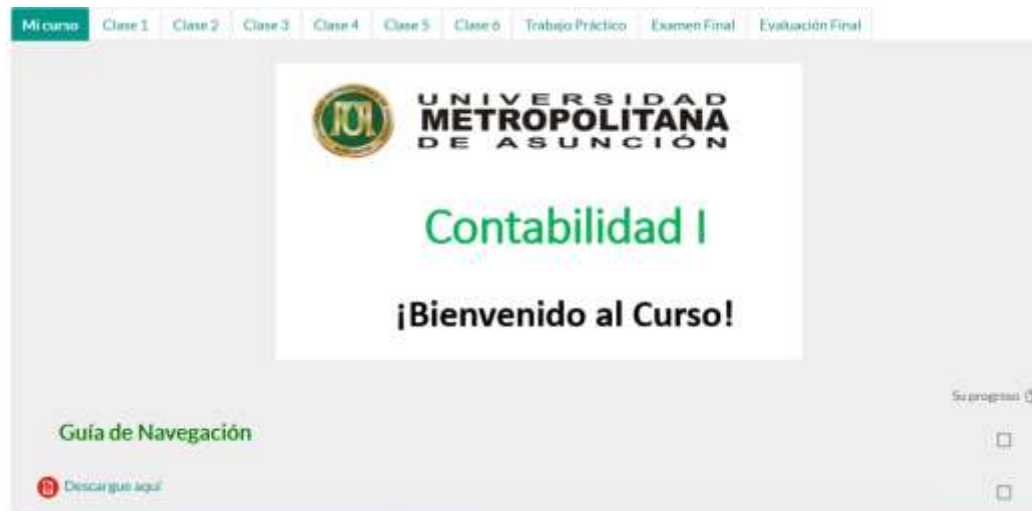 Mi curso Clase 1 Clase 2 Clase 3 Clase 4 Clase 5 Clase 6 Trabajo Práctico Examen Final Evaluación Final
UNIVERSIDAD
METROPOLITANA
DE ASUNCIÓN
Contabilidad I
¡Bienvenido al Curso!
Su progreso
Guía de Navegación
Descargue aquí